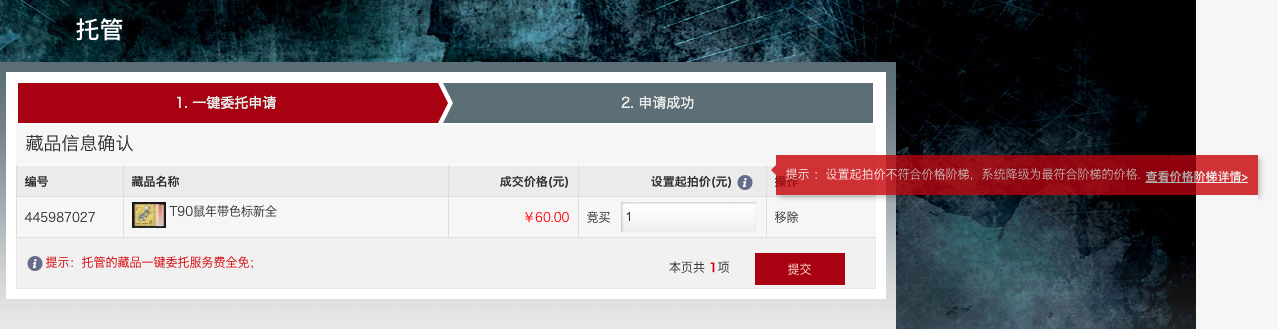 托管
1. 一键委托申请
2. 申请成功
藏品信息确认
编号 藏品名称 成交价格(元) 设置起拍价(元) 操作
提示 : 设置起拍价不符合价格阶梯, 系统降级为最符合阶梯的价格. 查看价格阶梯详情>
445987027 T90鼠年带色标新全 ￥60.00 竞买 1 移除
提示: 托管的藏品一键委托服务费全免;
本页共 1项 提交